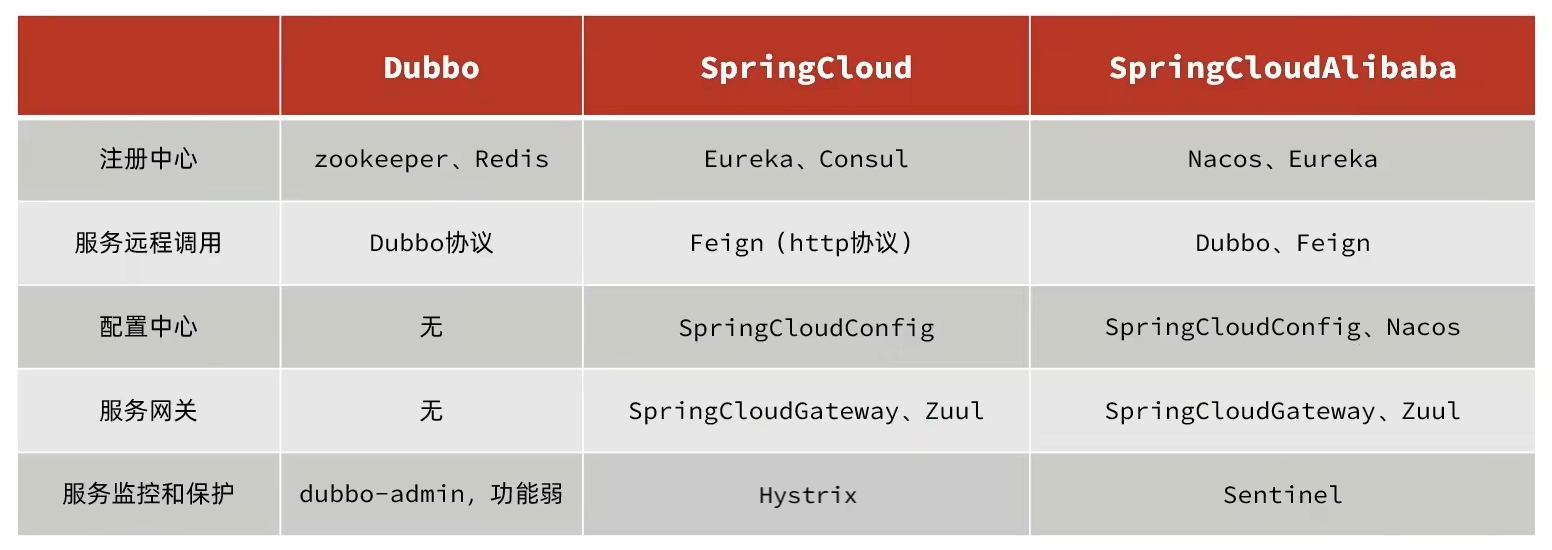 Dubbo SpringCloud SpringCloudAlibaba
注册中心 zookeeper、Redis Eureka、Consul Nacos、Eureka
服务远程调用 Dubbo协议 Feign（http协议） Dubbo、Feign
配置中心 无 SpringCloudConfig SpringCloudConfig、Nacos
服务网关 无 SpringCloudGateway、Zuul SpringCloudGateway、Zuul
服务监控和保护 dubbo-admin，功能弱 Hystrix Sentinel